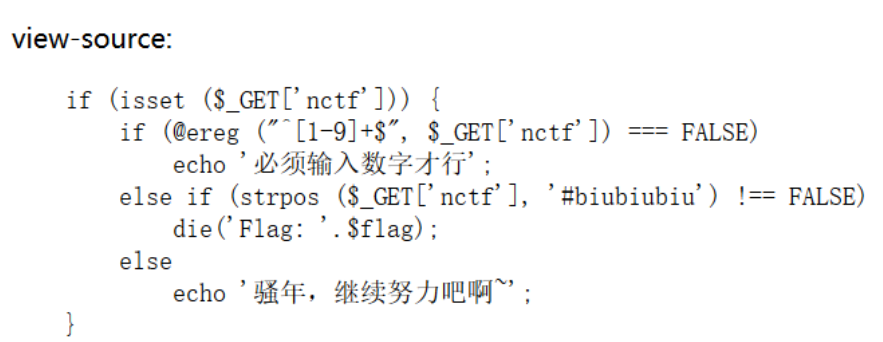 view-source:
if (isset ($_GET['nctf'])) {
if (@ereg ("^[1-9]+$", $_GET['nctf']) === FALSE)
echo '必须输入数字才行';
else if (strpos ($_GET['nctf'], '#biubiubiu') !== FALSE)
die('Flag: '.$flag);
else
echo '骚年，继续努力吧啊~';
}